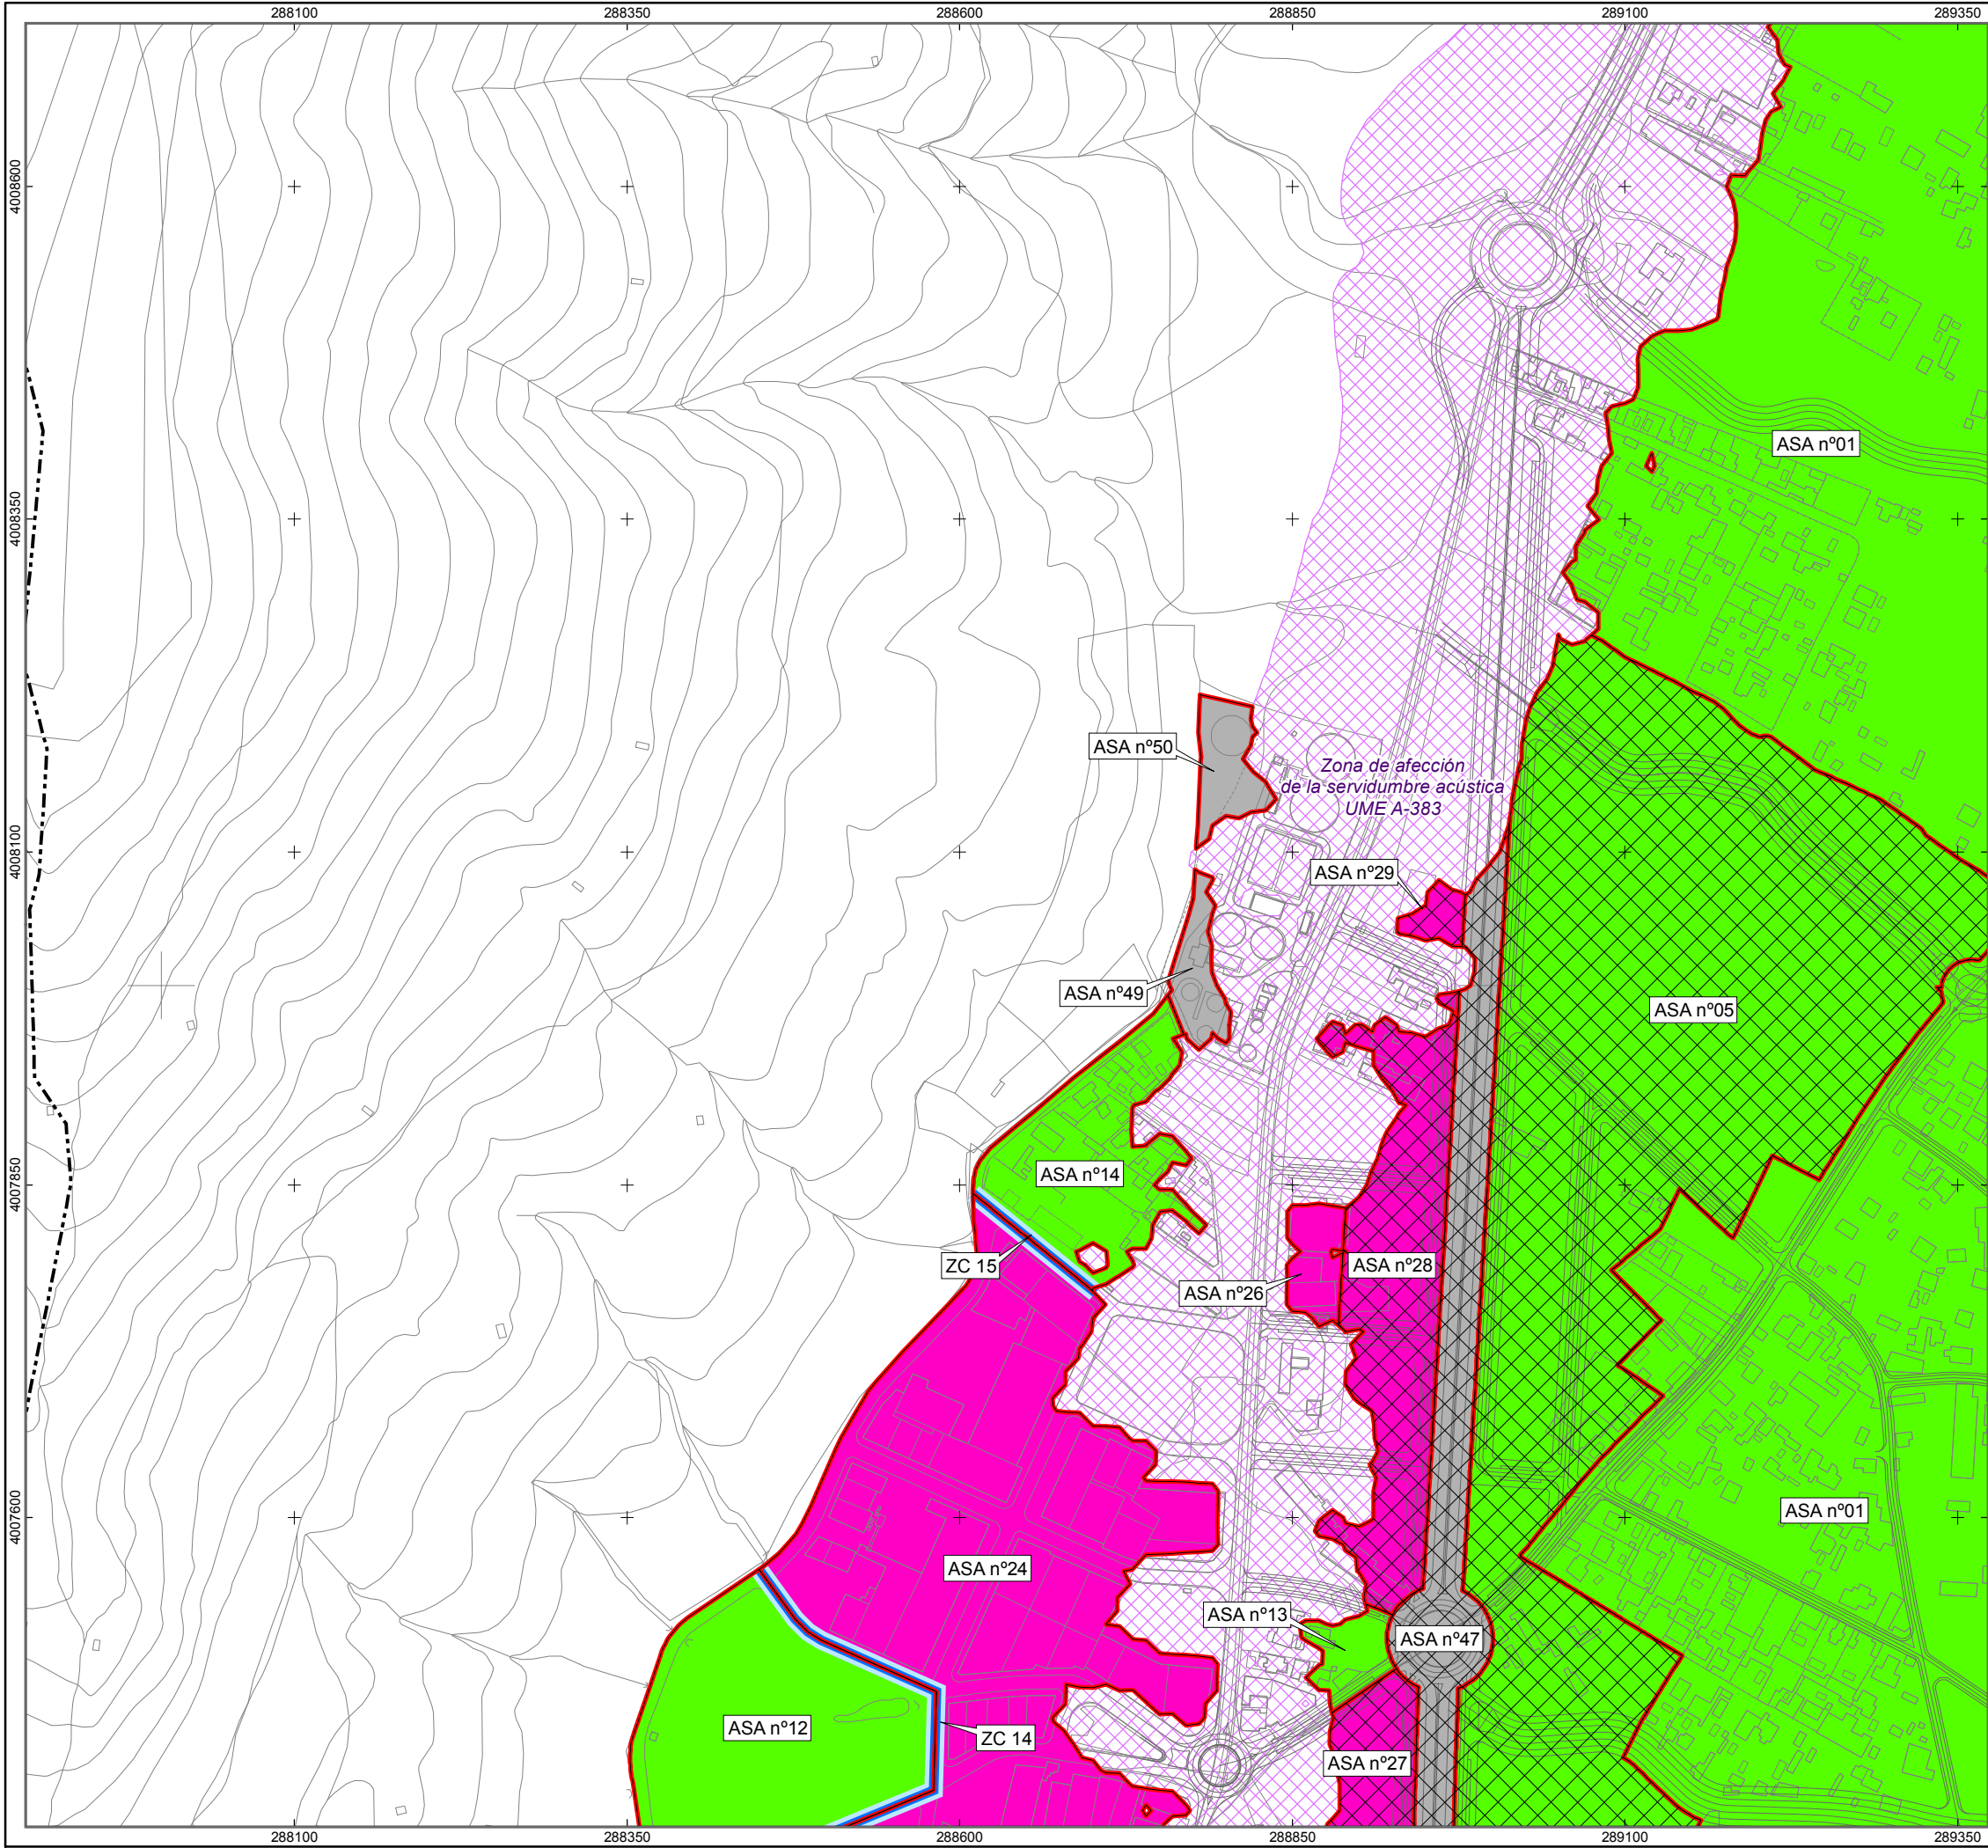 288100
288350
288600
288850
289100
289350
4008600
4008350
4008100
4007850
4007600
ASA nº01
ASA nº50
Zona de afección
de la servidumbre acústica
UME A-383
ASA nº29
ASA nº49
ASA nº05
ASA nº14
ZC 15
ASA nº28
ASA nº26
ASA nº01
ASA nº24
ASA nº13
ASA nº47
ASA nº12
ZC 14
ASA nº27
288100
288350
288600
288850
289100
289350